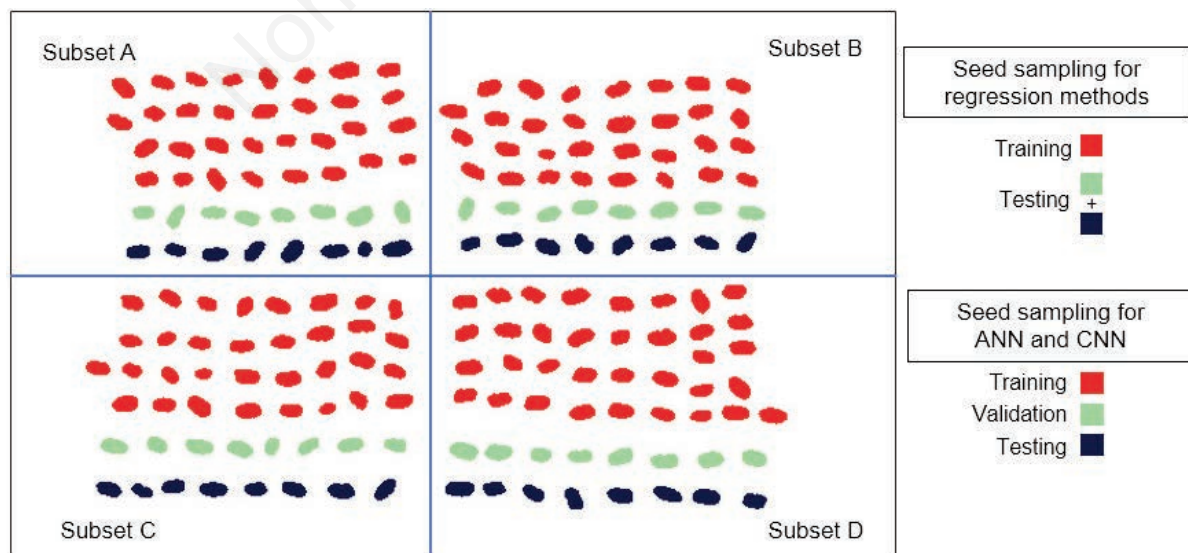 Subset A
Subset B
Seed sampling for
regression methods
Training
Testing
+
Seed sampling for
ANN and CNN
Training
Validation
Testing
Subset C
Subset D